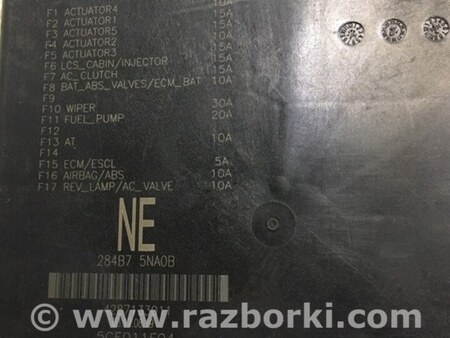 F1 ACTUATOR4 10A
F2 ACTUATOR1 15A
F3 ACTUATOR5 10A
F4 ACTUATOR2 15A
F5 ACTUATOR3 15A
F6 LCS_CABIN/INJECTOR 15A
F7 AC_CLUTCH 15A
F8 BAT_ABS_VALVES/ECM_BAT 10A
F9
F10 WIPER 30A
F11 FUEL_PUMP 20A
F12
F13 AT 10A
F14
F15 ECM/ESCL 5A
F16 AIRBAG/ABS 10A
F17 REV_LAMP/AC_VALVE 10A
NE
284B7 5NA0B
www.razborki.com